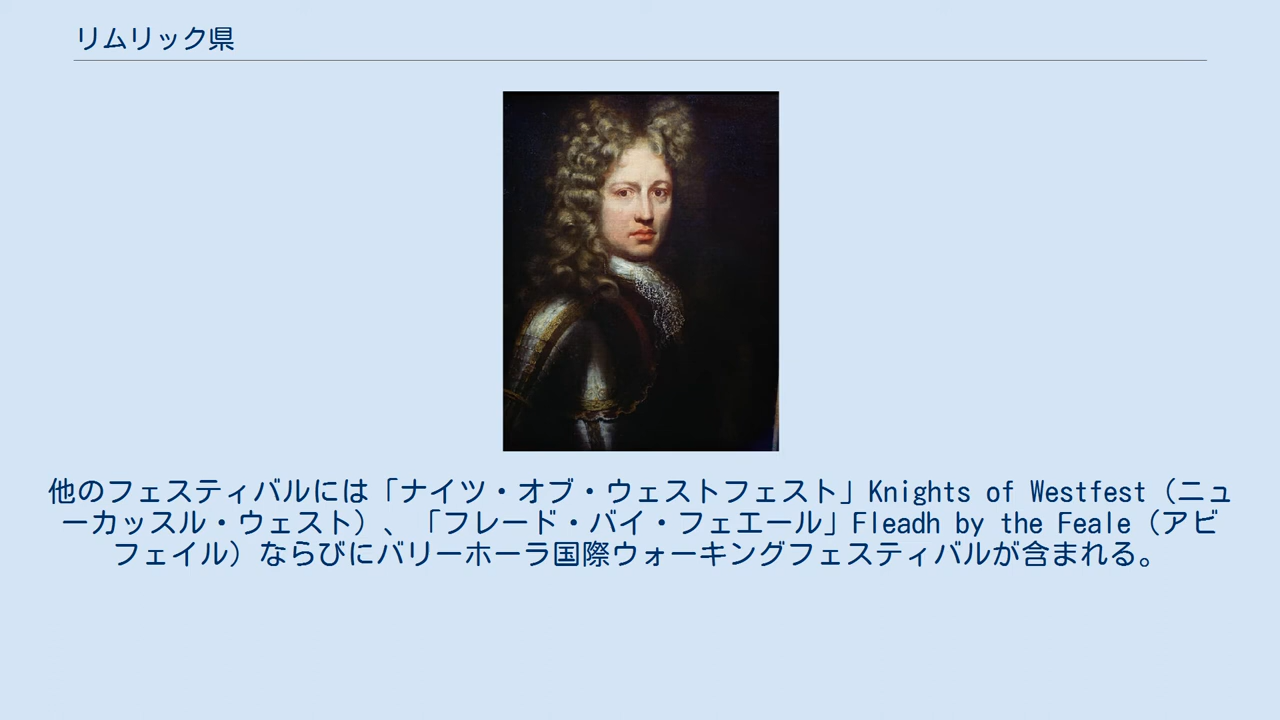 リムリック県
他のフェスティバルには「ナイツ・オブ・ウェストフェスト」Knights of Westfest（ニュ
ーカッスル・ウェスト）、「フレード・バイ・フェエール」Fleadh by the Feale（アビ
フェイル）ならびにバリーホーラ国際ウォーキングフェスティバルが含まれる。